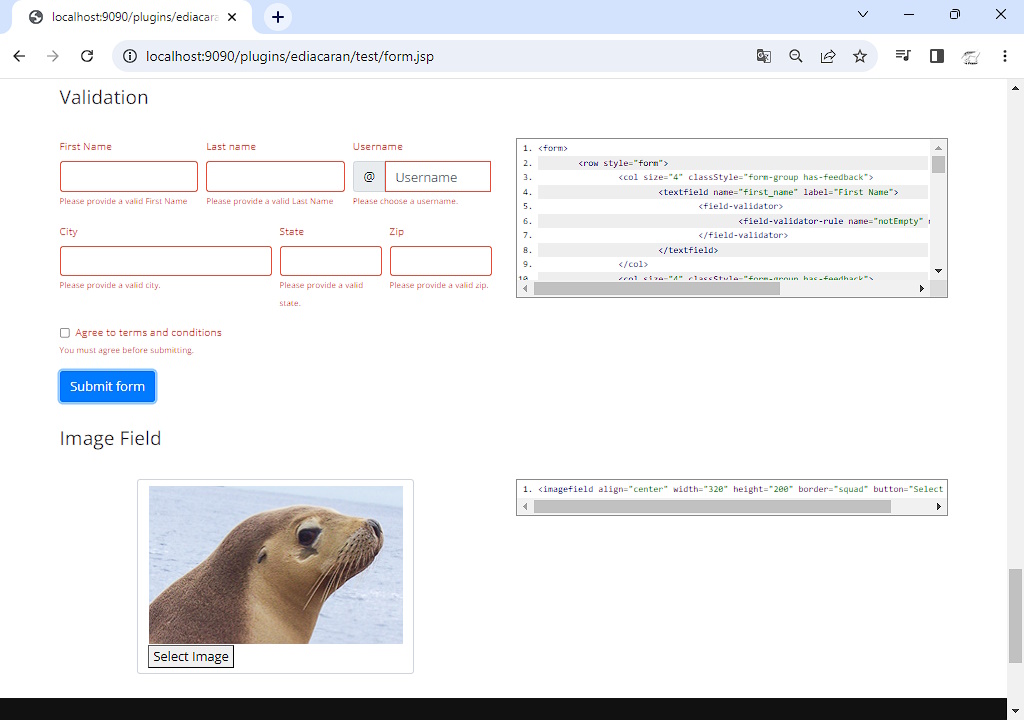 localhost:9090/plugins/ediacara
localhost:9090/plugins/ediacaran/test/form.jsp
Validation
First Name
Last name
Username
@
Username
Please provide a valid First Name
Please provide a valid Last Name
Please choose a username.
City
State
Zip
Please provide a valid city.
Please provide a valid
state.
Please provide a valid zip.
Agree to terms and conditions
You must agree before submitting.
Submit form
1. <form>
2. <row style="form">
3. <col size="4" classStyle="form-group has-feedback">
4. <textfield name="first_name" label="First Name">
5. <field-validator>
6. <field-validator-rule name="notEmpty"
7. </field-validator>
8. </textfield>
9. </col>
10 <col size="4" classStyle="form-group has-feedback">
Image Field
Select Image
1. <imagefield align="center" width="320" height="200" border="squad" button="Select